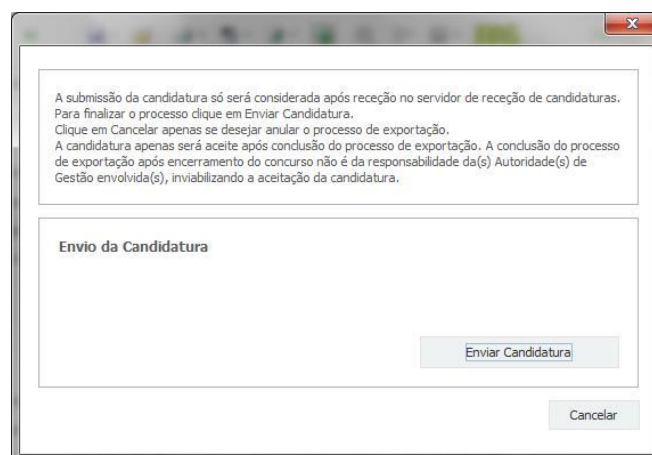 A submissão da candidatura só será considerada após receção no servidor de receção de candidaturas.
Para finalizar o processo clique em Enviar Candidatura.
Clique em Cancelar apenas se desejar anular o processo de exportação.
A candidatura apenas será aceite após conclusão do processo de exportação. A conclusão do processo
de exportação após encerramento do concurso não é da responsabilidade da(s) Autoridade(s) de
Gestão envolvida(s), inviabilizando a aceitação da candidatura.
Envio da Candidatura
Enviar Candidatura
Cancelar